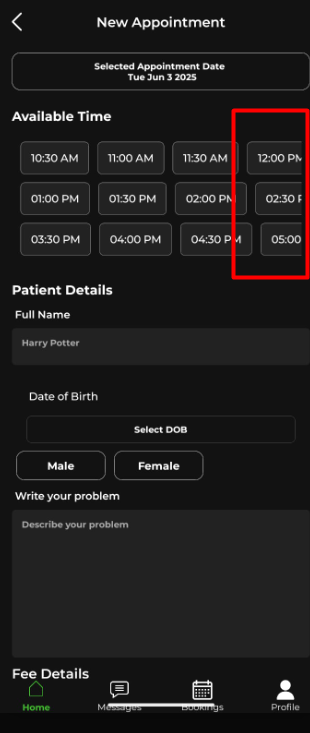 New Appointment
Selected Appointment Date
Tue Jun 3 2025
Available Time
10:30 AM 11:00 AM 11:30 AM 12:00 PM
01:00 PM 01:30 PM 02:00 PM 02:30 P
03:30 PM 04:00 PM 04:30 PM 05:00
Patient Details
Full Name
Harry Potter
Date of Birth
Select DOB
Male Female
Write your problem
Describe your problem
Fee Details
Home Messages Bookings Profile